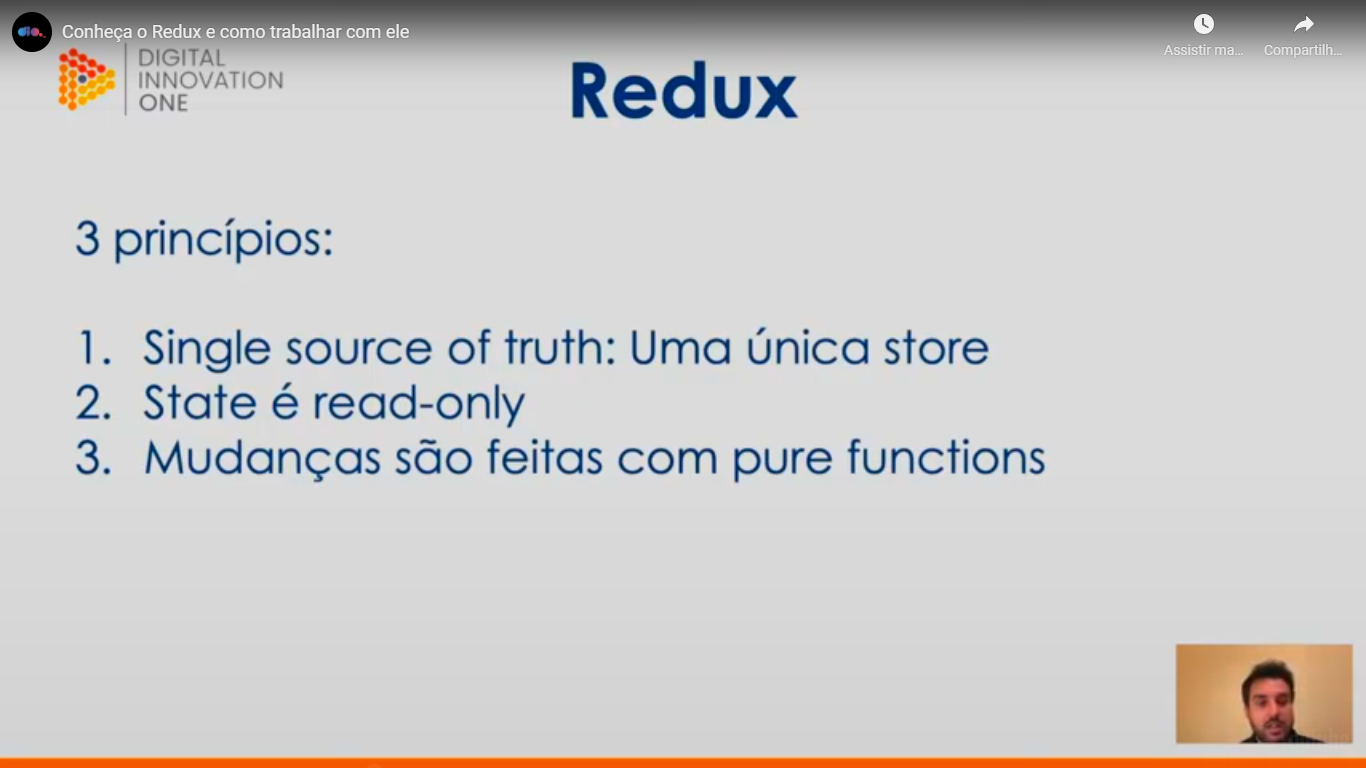 Conheça o Redux e como trabalhar com ele
Assistir ma...
Compartilh...
DIGITAL
INNOVATION
ONE
Redux
3 princípios:
1. Single source of truth: Uma única store
2. State é read-only
3. Mudanças são feitas com pure functions